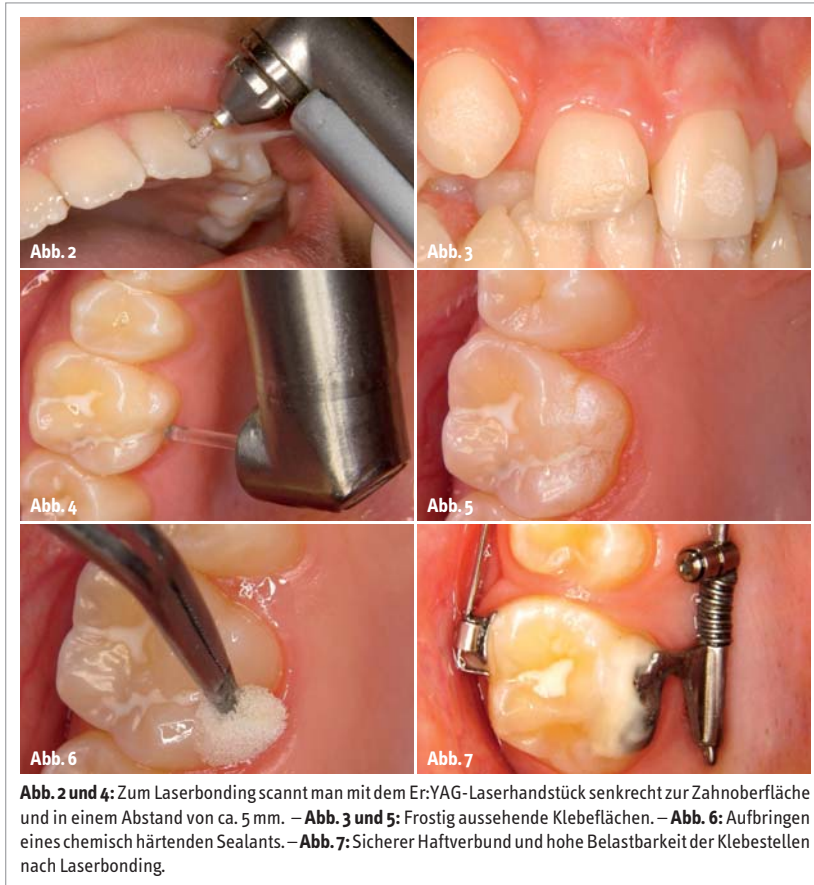 Abb. 2
Abb. 3
Abb. 4
Abb. 5
Abb. 6
Abb. 7
Abb. 2 und 4: Zum Laserbonding scannt man mit dem Er:YAG-Laserhandstück senkrecht zur Zahnoberfläche
und in einem Abstand von ca. 5 mm. – Abb. 3 und 5: Frostig aussehende Klebeflächen. – Abb. 6: Aufbringen
eines chemisch härtenden Sealants. – Abb. 7: Sicherer Haftverbund und hohe Belastbarkeit der Klebestellen
nach Laserbonding.